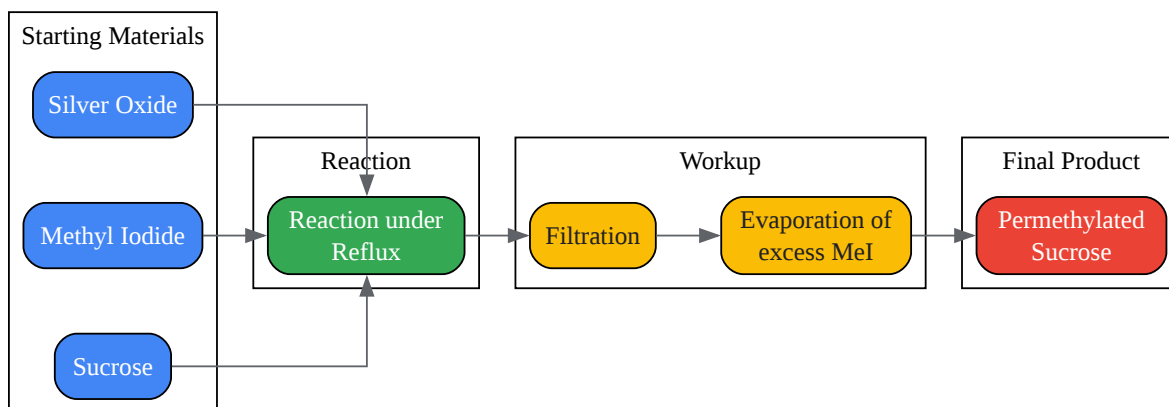 Starting Materials
Silver Oxide
Methyl Iodide
Sucrose
Reaction
Reaction under
Reflux
Workup
Filtration
Evaporation of
excess MeI
Final Product
Permethylated
Sucrose